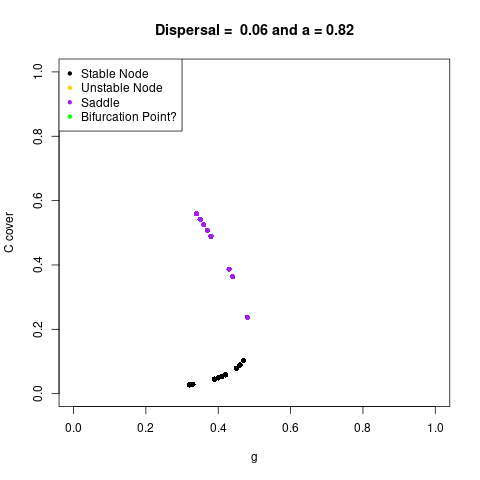 Dispersal =  0.06 and a = 0.82
Stable Node
Unstable Node
Saddle
Bifurcation Point?
C cover
1.0
0.8
0.6
0.4
0.2
0.0
0.0 0.2 0.4 0.6 0.8 1.0
g